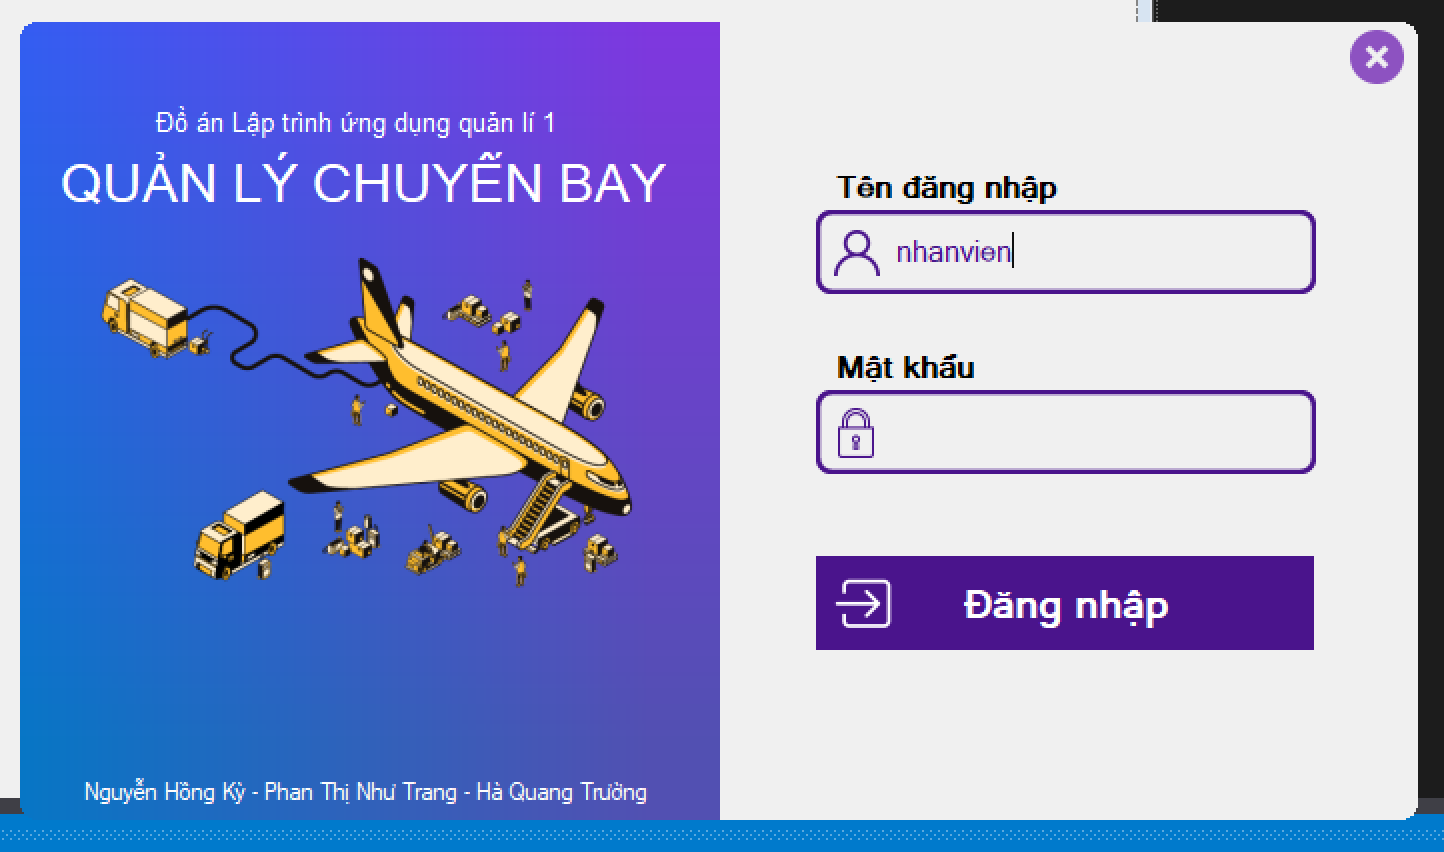 Đồ án Lập trình ứng dụng quản lí 1
QUẢN LÝ CHUYẾN BAY
Tên đăng nhập
nhanvien
Mật khẩu
Đăng nhập
Nguyễn Hồng Kỳ - Phan Thị Như Trang - Hà Quang Trưởng